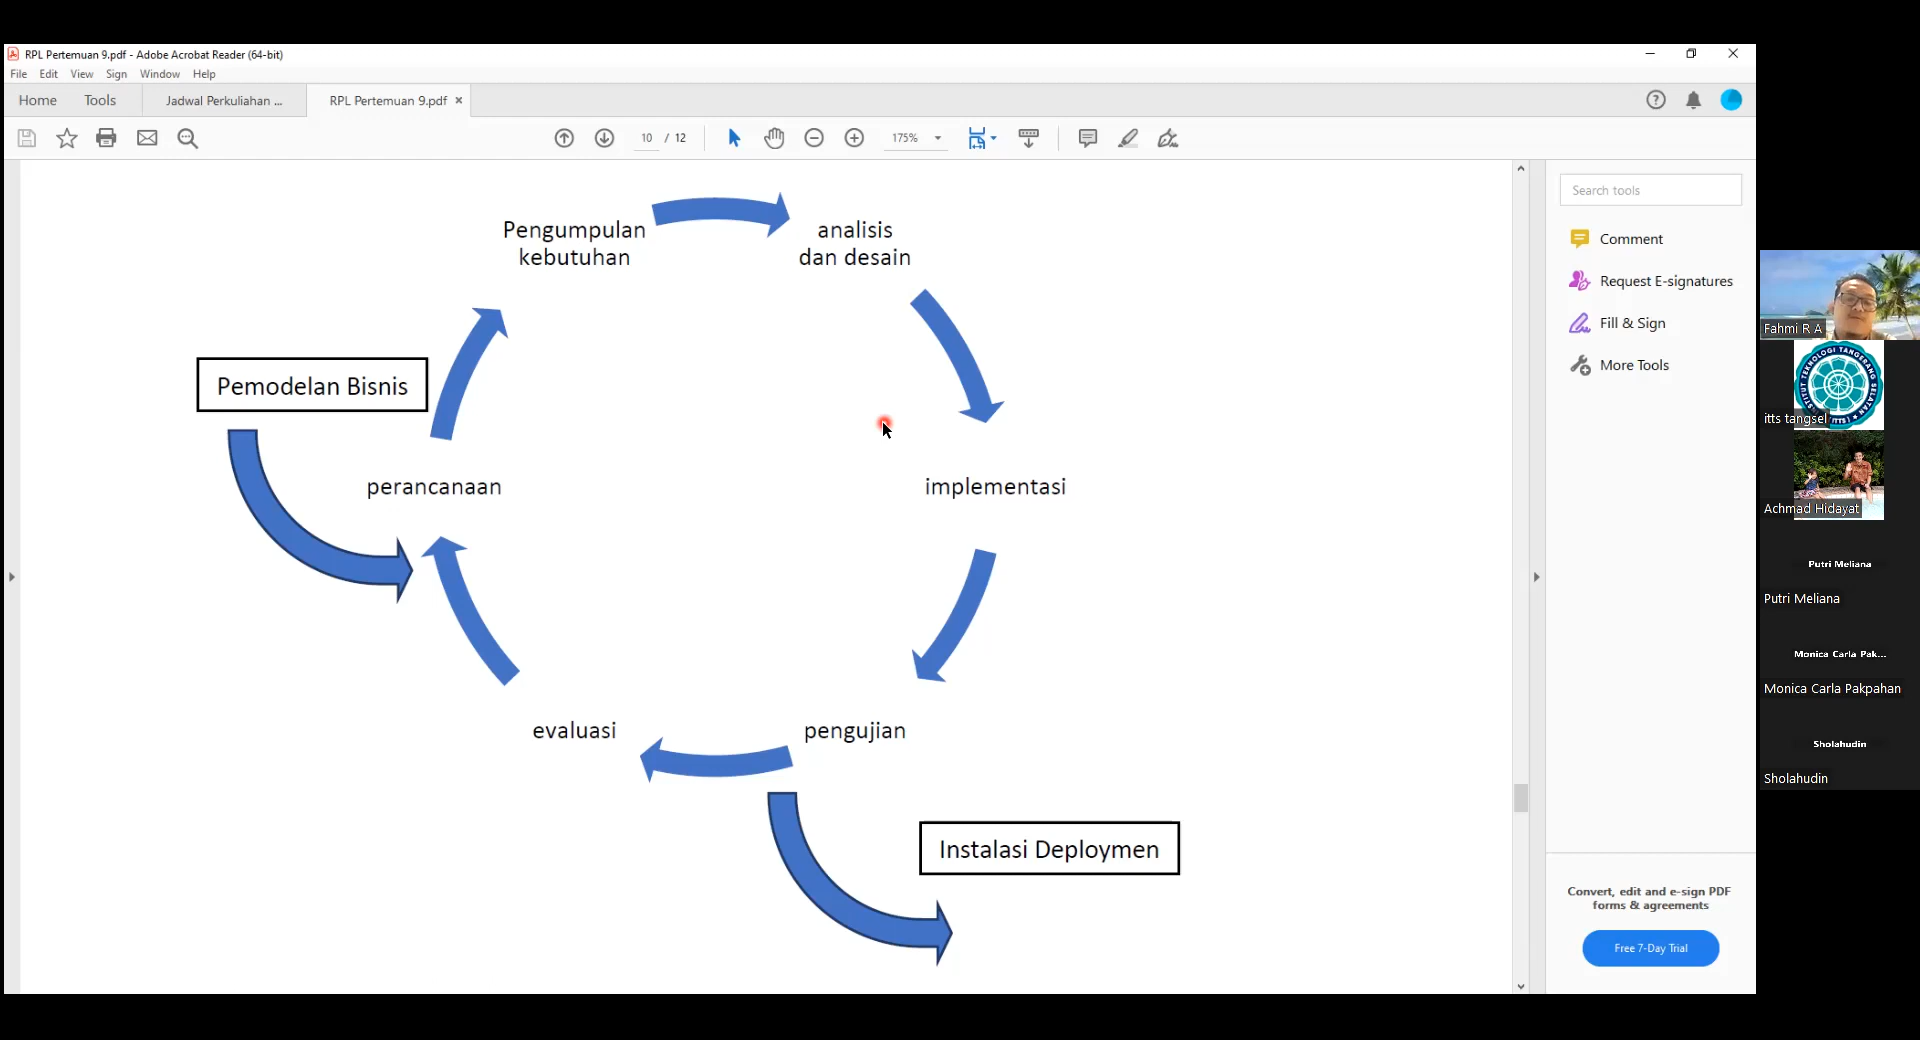 RPL Pertemuan 9.pdf - Adobe Acrobat Reader (64-bit)
File Edit View Sign Window Help
Home Tools Jadwal Perkuliahan ... RPL Pertemuan 9.pdf ×
10 / 12 175%
Pengumpulan
kebutuhan
analisis
dan desain
Pemodelan Bisnis
perancanaan
implementasi
evaluasi
pengujian
Instalasi Deploymen
Search tools
Comment
Request E-signatures
Fill & Sign
More Tools
Convert, edit and e-sign PDF
forms & agreements
Free 7-Day Trial
Fahmi R A
INSTITUT TEKNOLOGI TANGERANG SELATAN
itts tangsel
Achmad Hidayat
Putri Meliana
Putri Meliana
Monica Carla Pak...
Monica Carla Pakpahan
Sholahudin
Sholahudin